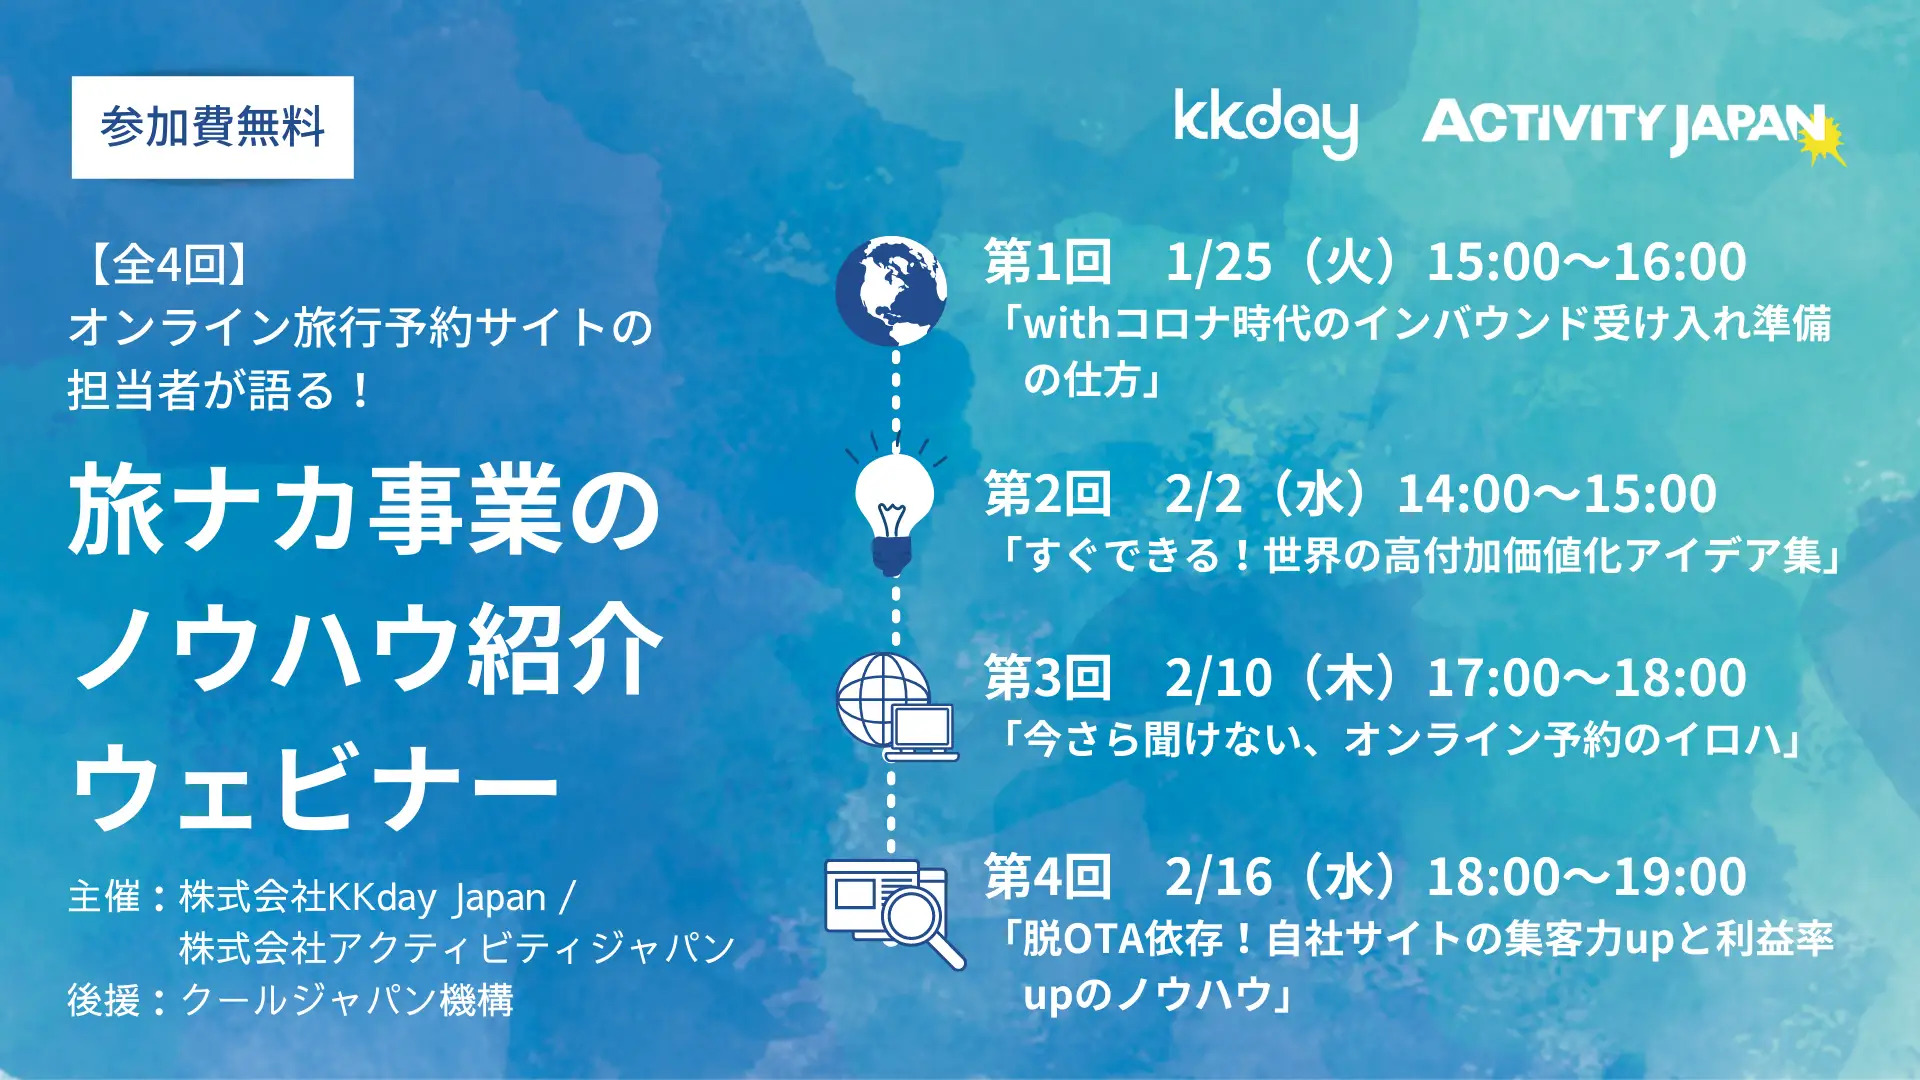 参加費無料
kkday
ACTIVITY JAPAN
【全4回】
オンライン旅行予約サイトの
担当者が語る！
旅ナカ事業の
ノウハウ紹介
ウェビナー
主催：株式会社KKday Japan /
株式会社アクティビティジャパン
後援：クールジャパン機構
第1回　1/25（火）15:00〜16:00
「withコロナ時代のインバウンド受け入れ準備
の仕方」
第2回　2/2（水）14:00〜15:00
「すぐできる！世界の高付加価値化アイデア集」
第3回　2/10（木）17:00〜18:00
「今さら聞けない、オンライン予約のイロハ」
第4回　2/16（水）18:00〜19:00
「脱OTA依存！自社サイトの集客力upと利益率
upのノウハウ」